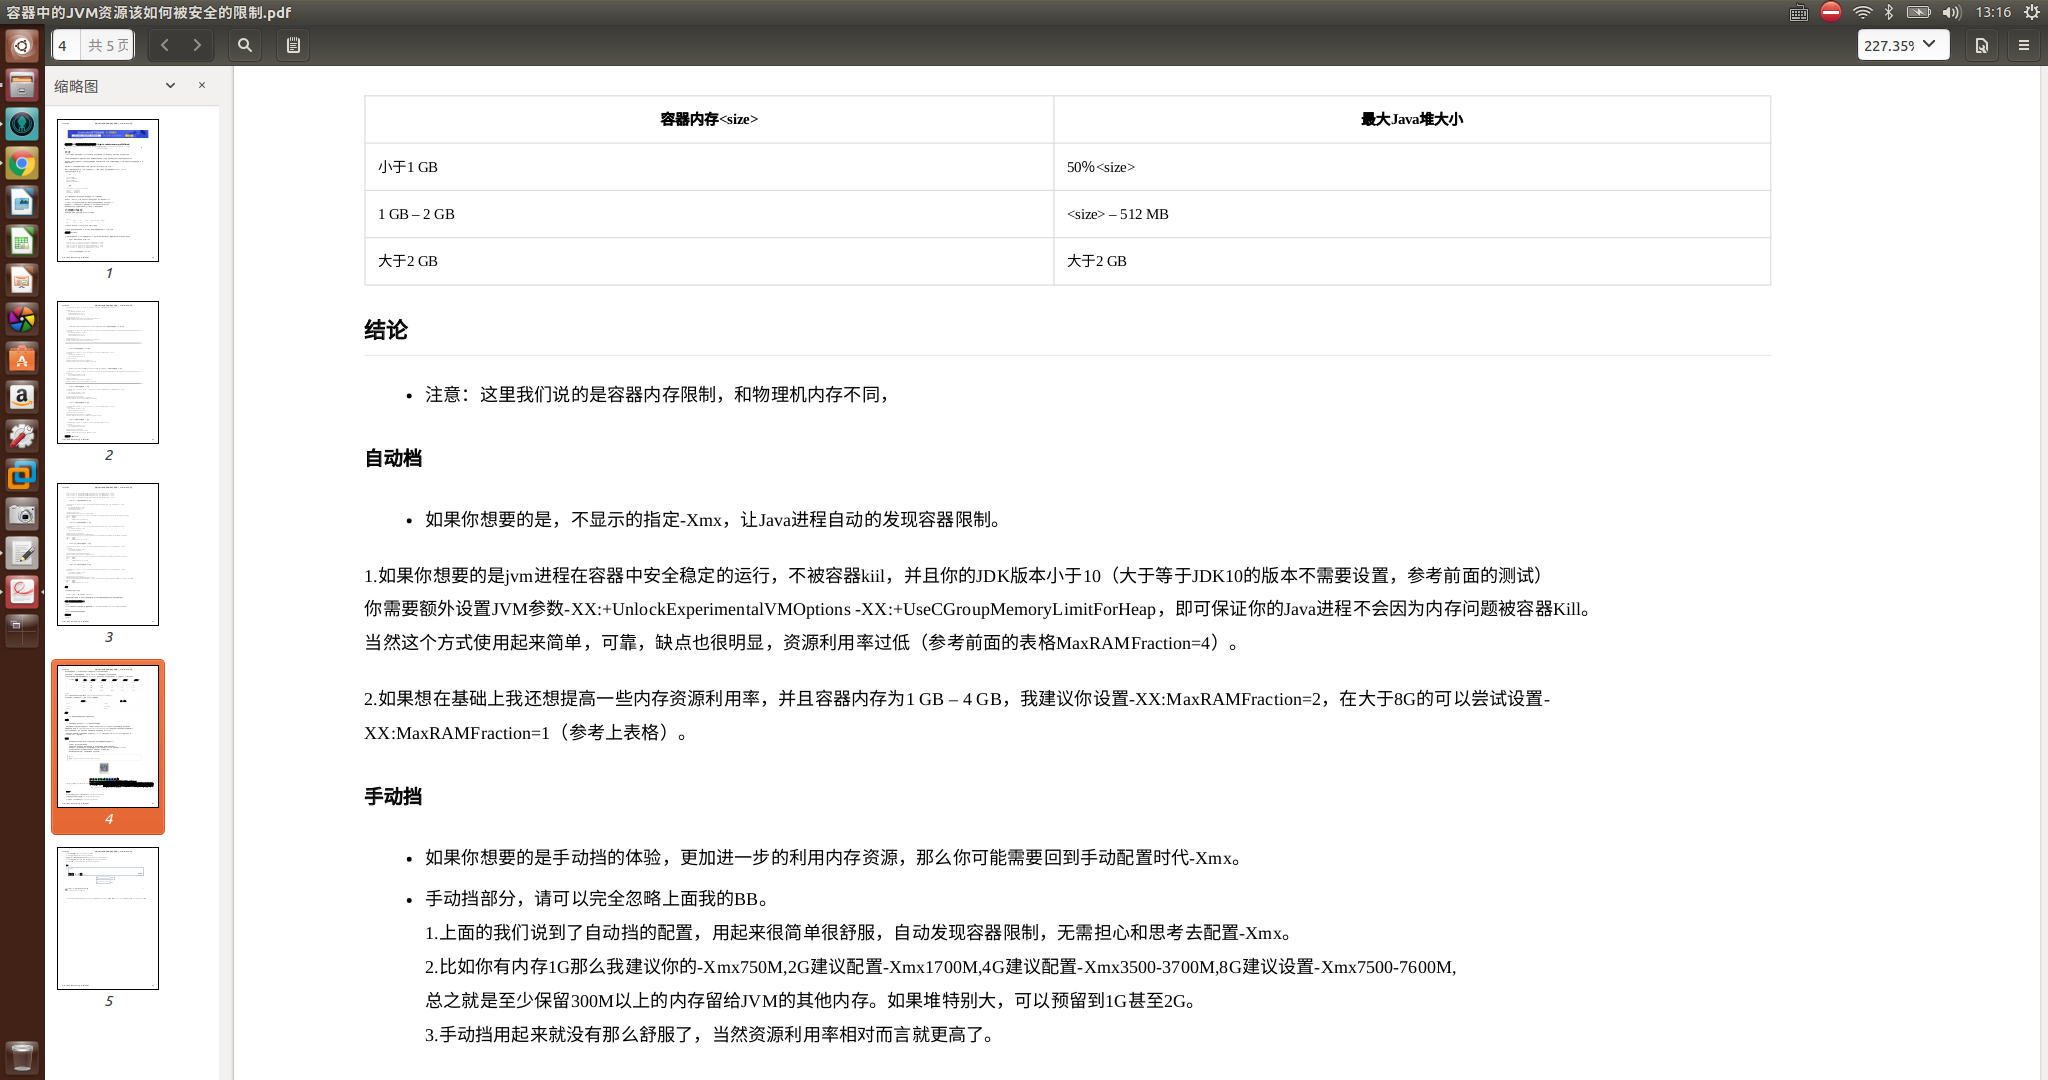 容器中的JVM资源该如何被安全的限制.pdf
13:16
4
共 5 页
227.35%
缩略图
1
2
3
4
5
容器内存<size>
最大Java堆大小
小于1 GB
50%<size>
1 GB – 2 GB
<size> – 512 MB
大于2 GB
大于2 GB
结论
• 注意：这里我们说的是容器内存限制，和物理机内存不同，
自动档
• 如果你想要的是，不显示的指定-Xmx，让Java进程自动的发现容器限制。
1.如果你想要的是jvm进程在容器中安全稳定的运行，不被容器kiil，并且你的JDK版本小于10（大于等于JDK10的版本不需要设置，参考前面的测试）
你需要额外设置JVM参数-XX:+UnlockExperimentalVMOptions -XX:+UseCGroupMemoryLimitForHeap，即可保证你的Java进程不会因为内存问题被容器Kill。
当然这个方式使用起来简单，可靠，缺点也很明显，资源利用率过低（参考前面的表格MaxRAMFraction=4）。
2.如果想在基础上我还想提高一些内存资源利用率，并且容器内存为1 GB – 4 GB，我建议你设置-XX:MaxRAMFraction=2，在大于8G的可以尝试设置-
XX:MaxRAMFraction=1（参考上表格）。
手动挡
• 如果你想要的是手动挡的体验，更加进一步的利用内存资源，那么你可能需要回到手动配置时代-Xmx。
• 手动挡部分，请可以完全忽略上面我的BB。
1.上面的我们说到了自动挡的配置，用起来很简单很舒服，自动发现容器限制，无需担心和思考去配置-Xmx。
2.比如你有内存1G那么我建议你的-Xmx750M,2G建议配置-Xmx1700M,4G建议配置-Xmx3500-3700M,8G建议设置-Xmx7500-7600M,
总之就是至少保留300M以上的内存留给JVM的其他内存。如果堆特别大，可以预留到1G甚至2G。
3.手动挡用起来就没有那么舒服了，当然资源利用率相对而言就更高了。